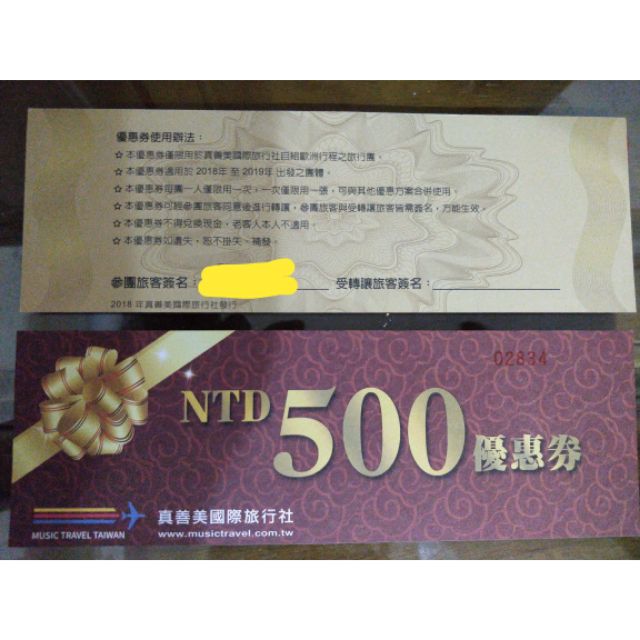 優惠券使用辦法：
☆ 本優惠券僅限用於真善美國際旅行社自組歐洲行程之旅行團。
☆ 本優惠券適用於 2018年 至 2019年 出發之團體。
☆ 本優惠券每團一人僅限用一次，一次僅限用一張，可與其他優惠方案合併使用。
☆ 本優惠券可經參團旅客同意後進行轉讓，參團旅客與受轉讓旅客皆需簽名，方能生效。
☆ 本優惠券不得兌換現金，老客人本人不適用。
☆ 本優惠券如遺失，恕不掛失、補發。
參團旅客簽名： 受轉讓旅客簽名：
2018 年真善美國際旅行社發行
02834
NTD 500 優惠券
真善美國際旅行社
MUSIC TRAVEL TAIWAN www.musictravel.com.tw